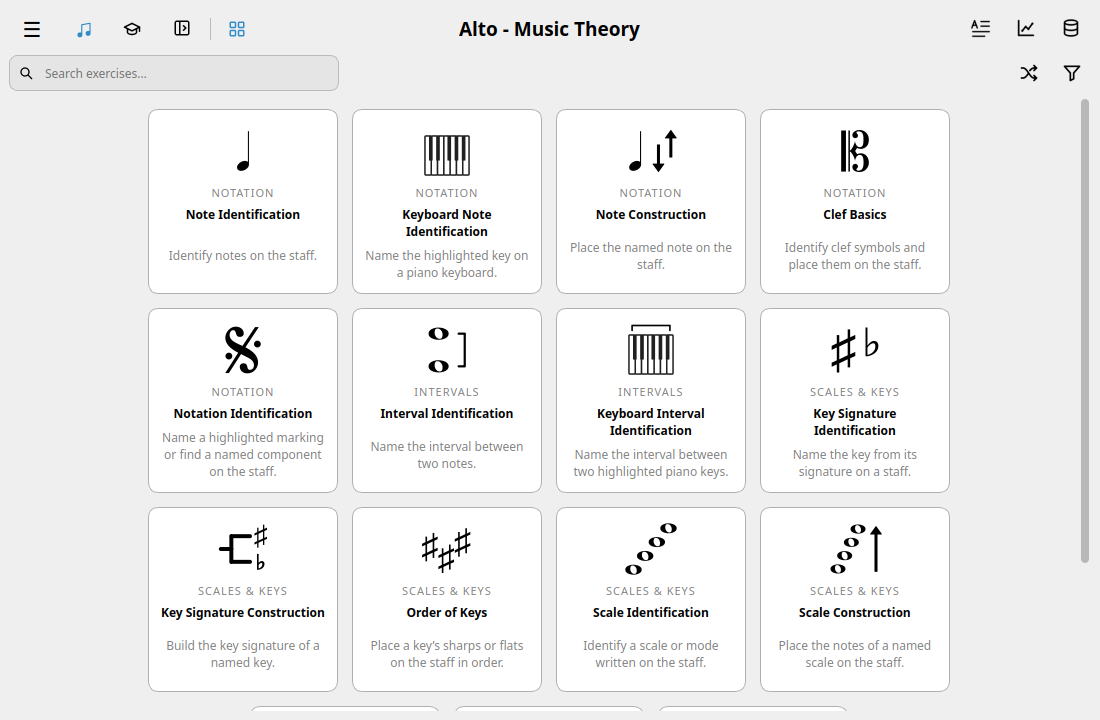 Alto - Music Theory
Search exercises...
NOTATION
Note Identification
Identify notes on the staff.
NOTATION
Keyboard Note
Identification
Name the highlighted key on
a piano keyboard.
NOTATION
Note Construction
Place the named note on the
staff.
NOTATION
Clef Basics
Identify clef symbols and
place them on the staff.
NOTATION
Notation Identification
Name a highlighted marking
or find a named component
on the staff.
INTERVALS
Interval Identification
Name the interval between
two notes.
INTERVALS
Keyboard Interval
Identification
Name the interval between
two highlighted piano keys.
SCALES & KEYS
Key Signature
Identification
Name the key from its
signature on a staff.
SCALES & KEYS
Key Signature Construction
Build the key signature of a
named key.
SCALES & KEYS
Order of Keys
Place a key's sharps or flats
on the staff in order.
SCALES & KEYS
Scale Identification
Identify a scale or mode
written on the staff.
SCALES & KEYS
Scale Construction
Place the notes of a named
scale on the staff.